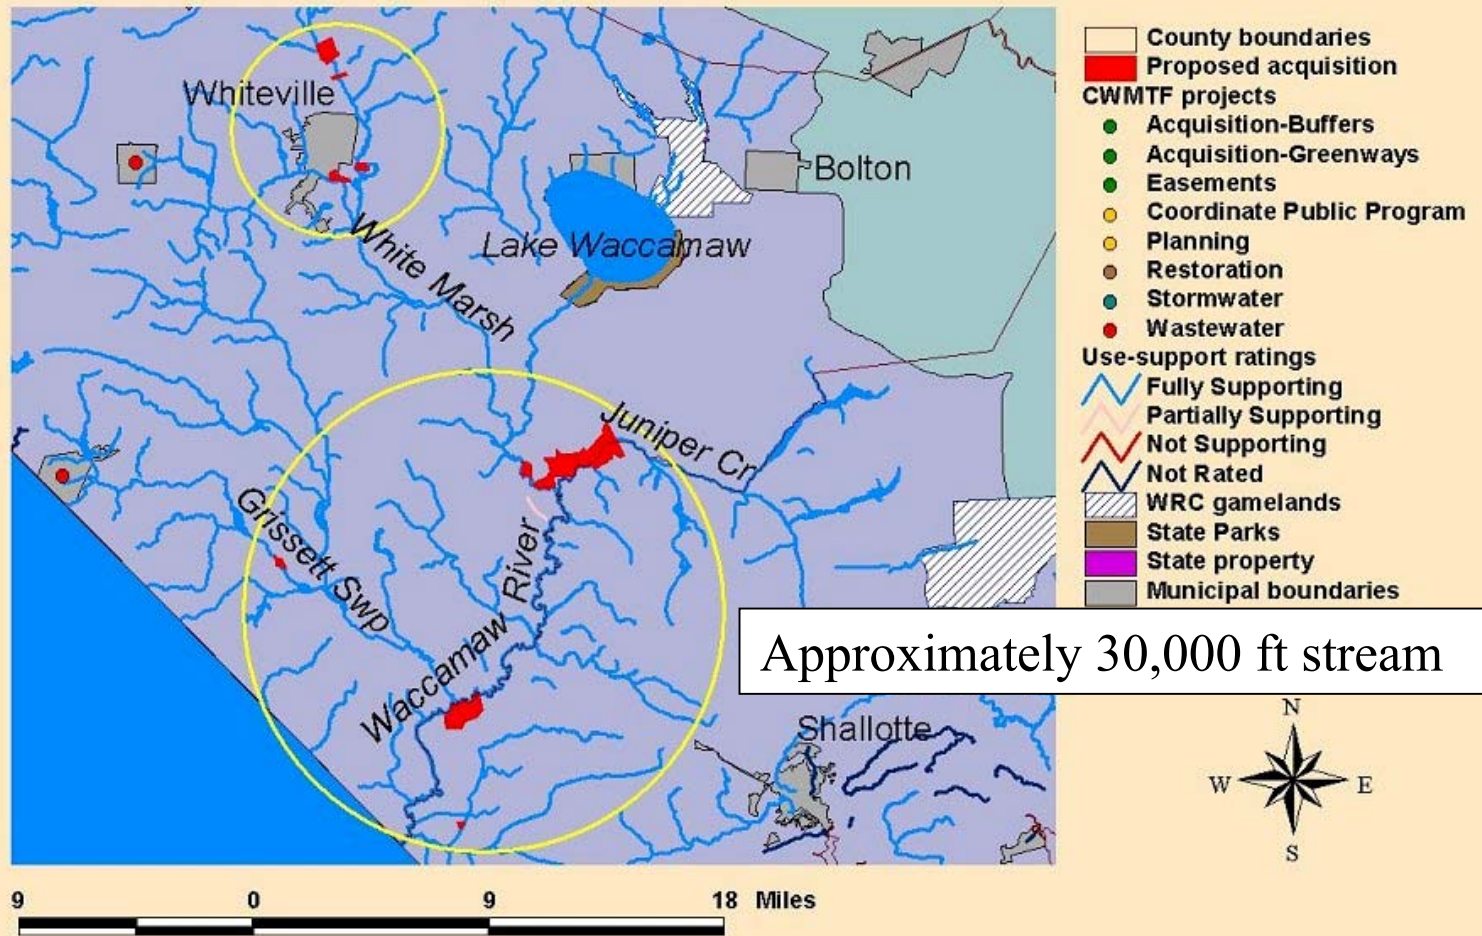 Whiteville
Bolton
Lake Waccamaw
White Marsh
Juniper Cr
Grissett Swp
Waccamaw River
Shallotte
County boundaries
Proposed acquisition
CWMTF projects
Acquisition-Buffers
Acquisition-Greenways
Easements
Coordinate Public Program
Planning
Restoration
Stormwater
Wastewater
Use-support ratings
Fully Supporting
Partially Supporting
Not Supporting
Not Rated
WRC gamelands
State Parks
State property
Municipal boundaries
Approximately 30,000 ft stream
N
W E
S
9 0 9 18 Miles